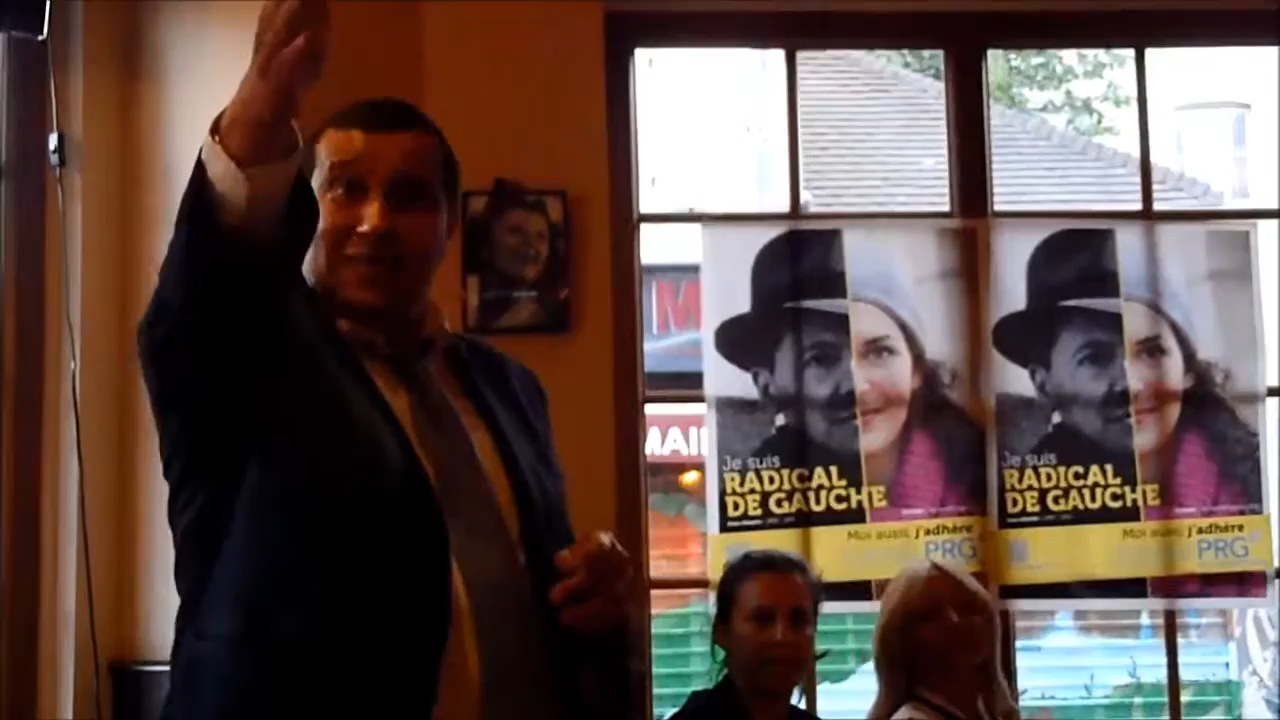 M
MAI
Je suis
RADICAL
DE GAUCHE
Moi aussi, j'adhère
PRG
Je suis
RADICAL
DE GAUCHE
Moi aussi, j'adhère
PRG